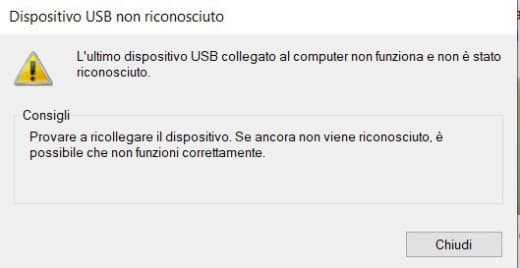 Dispositivo USB non riconosciuto
L'ultimo dispositivo USB collegato al computer non funziona e non è stato
riconosciuto.
Consigli
Provare a ricollegare il dispositivo. Se ancora non viene riconosciuto, è
possibile che non funzioni correttamente.
Chiudi